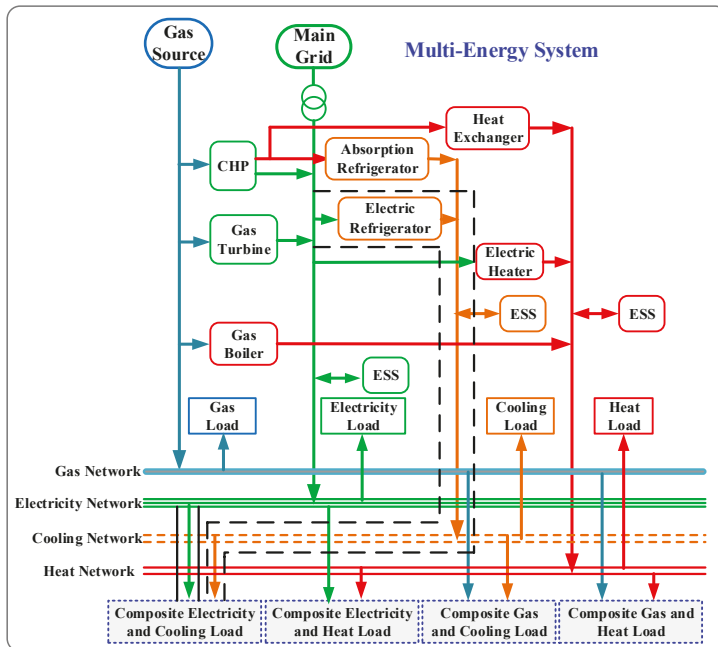 Gas
Source
Main
Grid
Multi-Energy System
Heat
Exchanger
CHP
Absorption
Refrigerator
Gas
Turbine
Electric
Refrigerator
Electric
Heater
ESS
ESS
Gas
Boiler
ESS
Gas
Load
Electricity
Load
Cooling
Load
Heat
Load
Gas Network
Electricity Network
Cooling Network
Heat Network
Composite Electricity
and Cooling Load
Composite Electricity
and Heat Load
Composite Gas
and Cooling Load
Composite Gas and
Heat Load